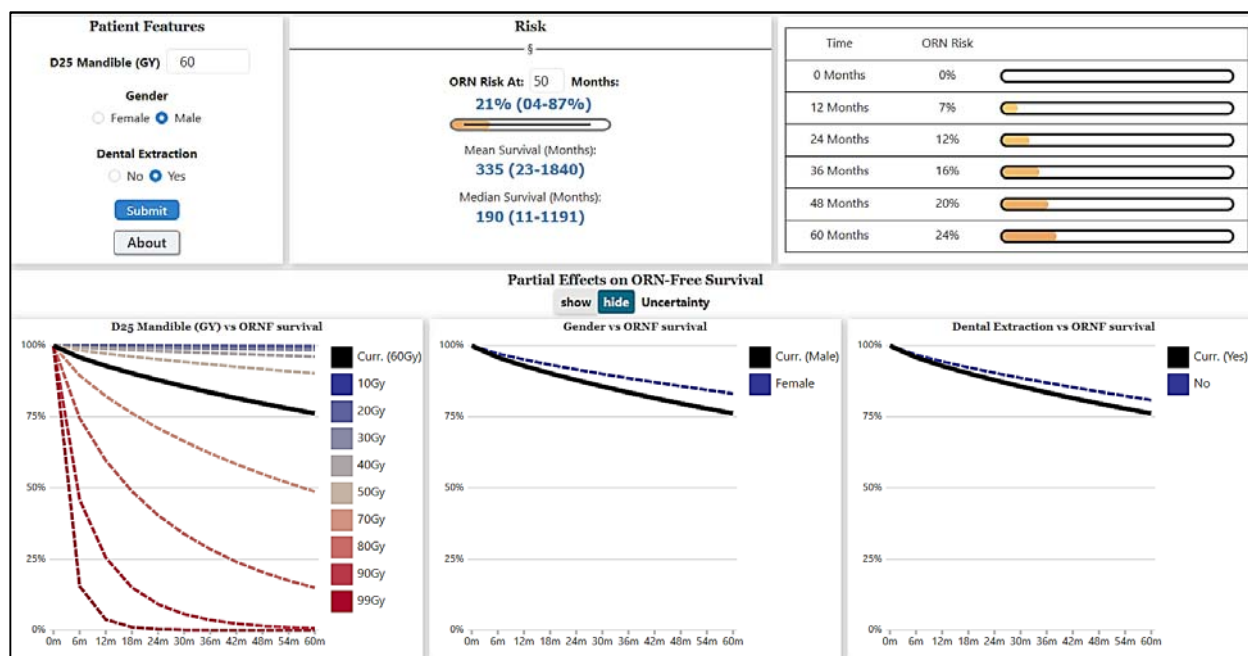 Patient Features
D25 Mandible (GY) 60
Gender
Female Male
Dental Extraction
No Yes
Submit
About
Risk
§
ORN Risk At: 50 Months:
21% (04-87%)
Mean Survival (Months):
335 (23-1840)
Median Survival (Months):
190 (11-1191)
Time ORN Risk
0 Months 0%
12 Months 7%
24 Months 12%
36 Months 16%
48 Months 20%
60 Months 24%
Partial Effects on ORN-Free Survival
show hide Uncertainty
D25 Mandible (GY) vs ORNF survival
100%
75%
50%
25%
0%
0m 6m 12m 18m 24m 30m 36m 42m 48m 54m 60m
Curr. (60Gy)
10Gy
20Gy
30Gy
40Gy
50Gy
70Gy
80Gy
90Gy
99Gy
Gender vs ORNF survival
100%
75%
50%
25%
0%
0m 6m 12m 18m 24m 30m 36m 42m 48m 54m 60m
Curr. (Male)
Female
Dental Extraction vs ORNF survival
100%
75%
50%
25%
0%
0m 6m 12m 18m 24m 30m 36m 42m 48m 54m 60m
Curr. (Yes)
No